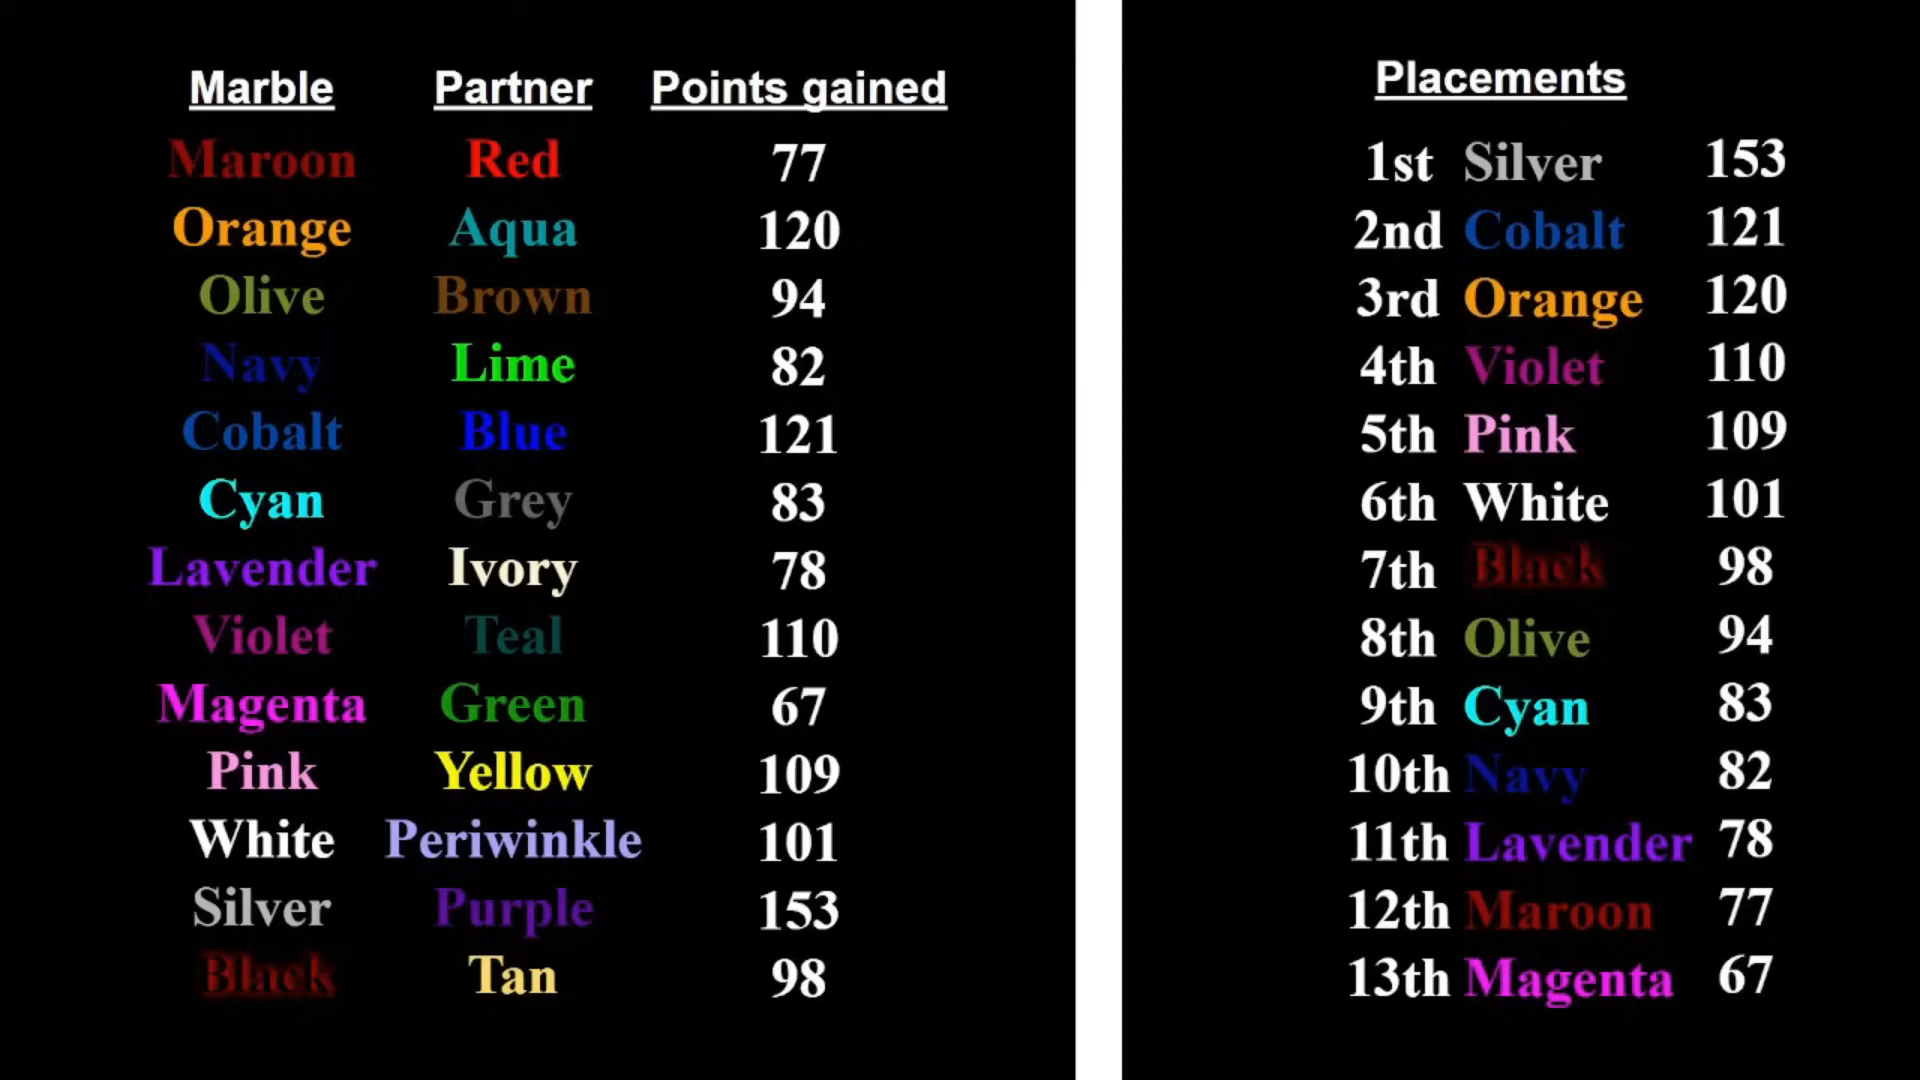 Marble Partner Points gained
Maroon Red 77
Orange Aqua 120
Olive Brown 94
Navy Lime 82
Cobalt Blue 121
Cyan Grey 83
Lavender Ivory 78
Violet Teal 110
Magenta Green 67
Pink Yellow 109
White Periwinkle 101
Silver Purple 153
Black Tan 98
Placements
1st Silver 153
2nd Cobalt 121
3rd Orange 120
4th Violet 110
5th Pink 109
6th White 101
7th Black 98
8th Olive 94
9th Cyan 83
10th Navy 82
11th Lavender 78
12th Maroon 77
13th Magenta 67